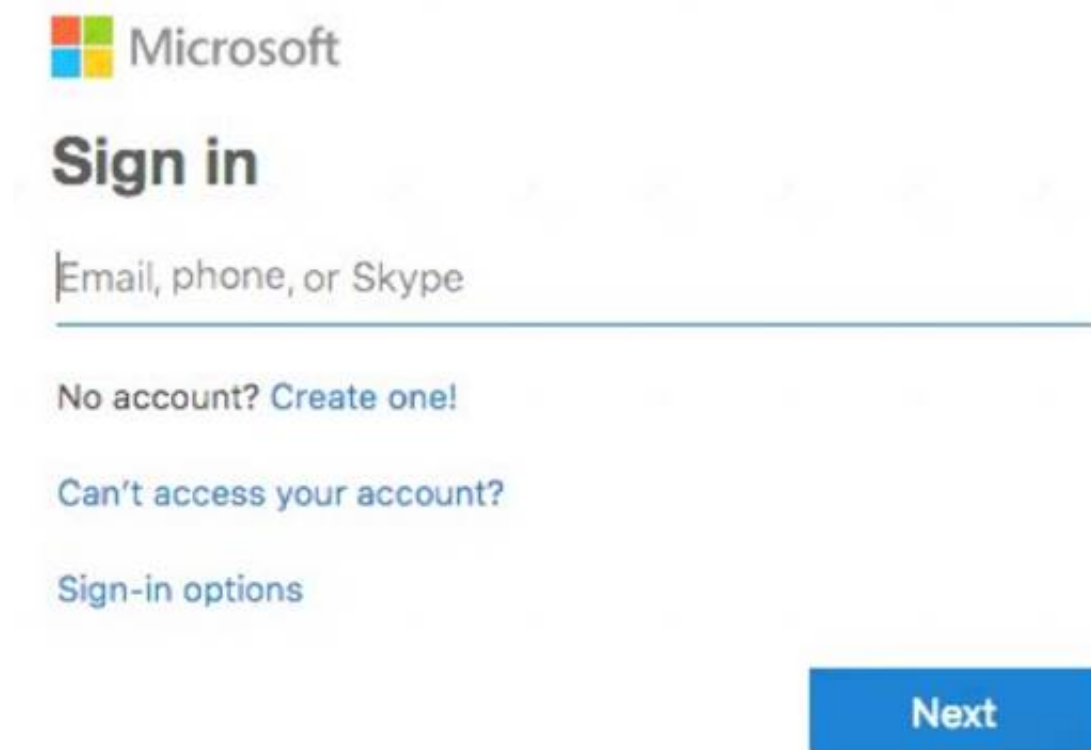 Microsoft
Sign in
Email, phone, or Skype
No account? Create one!
Can't access your account?
Sign-in options
Next